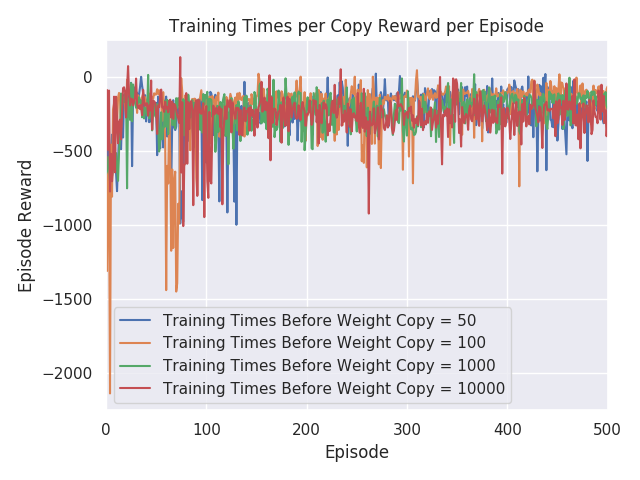 Training Times per Copy Reward per Episode
0
−500
−1000
−1500
−2000
Episode Reward
Training Times Before Weight Copy = 50
Training Times Before Weight Copy = 100
Training Times Before Weight Copy = 1000
Training Times Before Weight Copy = 10000
0 100 200 300 400 500
Episode